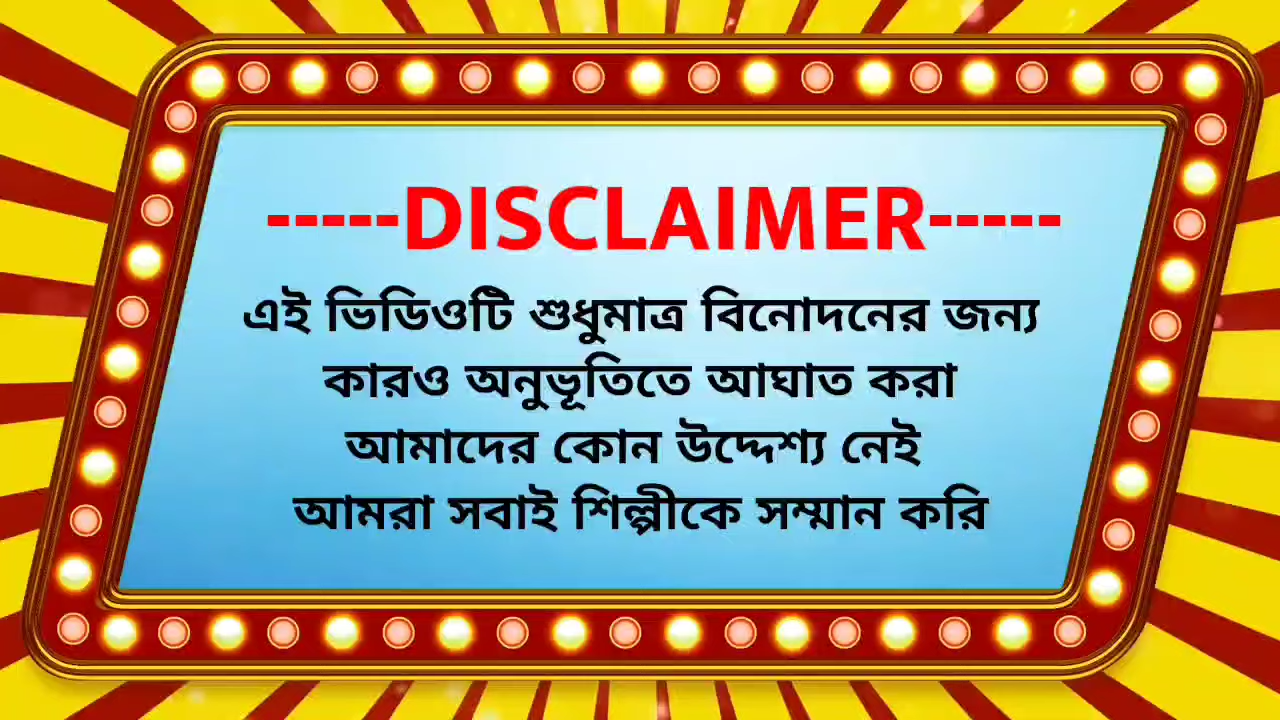 -----DISCLAIMER-----
এই ভিডিওটি শুধুমাত্র বিনোদনের জন্য
কারও অনুভূতিতে আঘাত করা
আমাদের কোন উদ্দেশ্য নেই
আমরা সবাই শিল্পীকে সম্মান করি